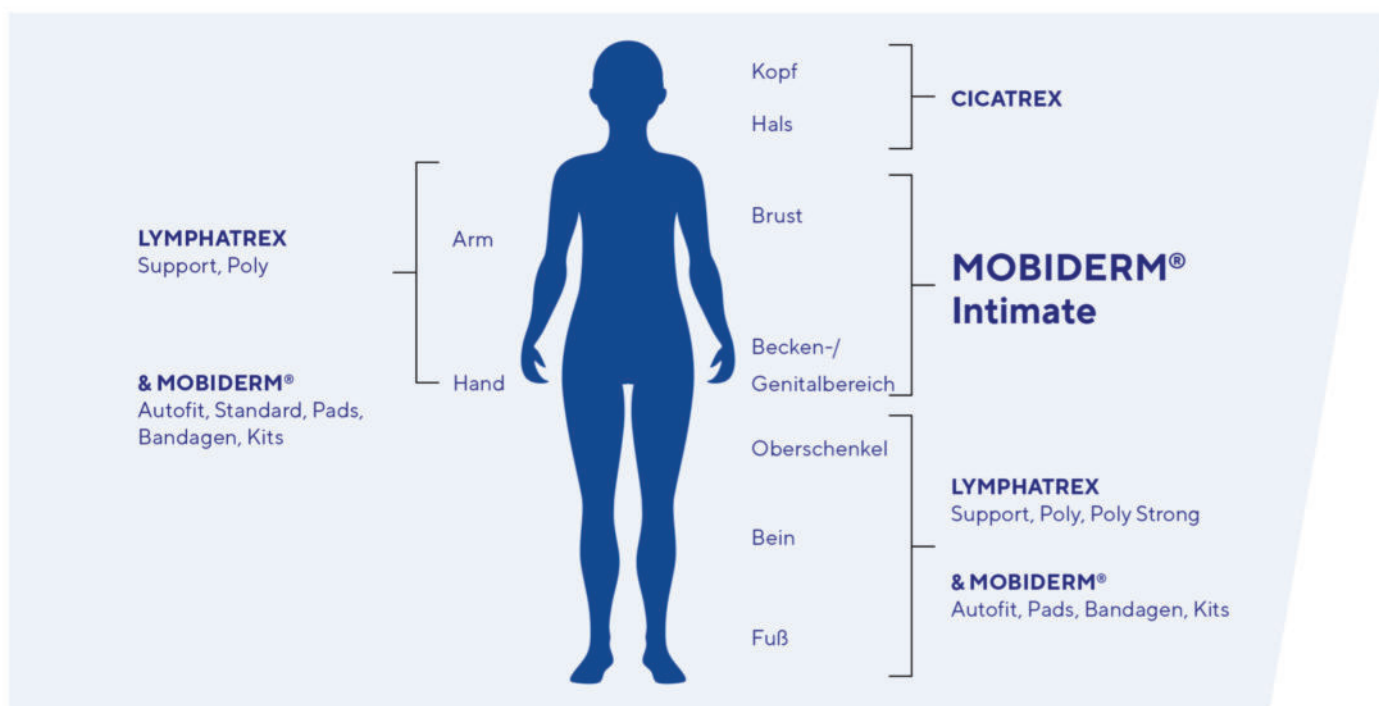 Kopf
Hals
CICATREX
LYMPHATREX
Support, Poly
& MOBIDERM®
Autofit, Standard, Pads,
Bandagen, Kits
Arm
Hand
Brust
Becken-/
Genitalbereich
MOBIDERM®
Intimate
Oberschenkel
Bein
Fuß
LYMPHATREX
Support, Poly, Poly Strong
& MOBIDERM®
Autofit, Pads, Bandagen, Kits